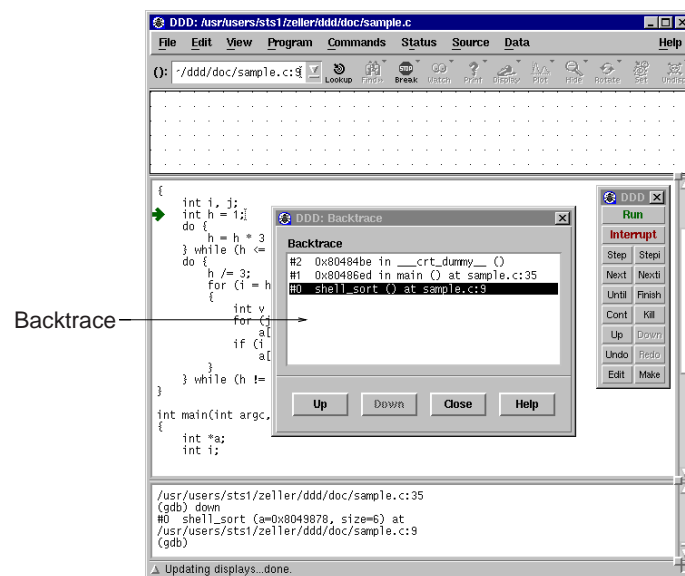 DDD: /usr/users/sts1/zeller/ddd/doc/sample.c
File Edit View Program Commands Status Source Data Help
(): ~/ddd/doc/sample.c:9 Lookup Find» Break Watch Print Display Plot Hide Rotate Set Undisp
{
int i, j;
int h = 1;
do {
h = h * 3
} while (h <=
do {
h /= 3;
for (i = h
{
int v
for (j
a[
if (i
a[
}
} while (h !=
}
int main(int argc,
{
int *a;
int i;
DDD: Backtrace
Backtrace
#2 0x80484be in ___crt_dummy__ ()
#1 0x80486ed in main () at sample.c:35
#0 shell_sort () at sample.c:9
Up Down Close Help
DDD
Run
Interrupt
Step Stepi
Next Nexti
Until Finish
Cont Kill
Up Down
Undo Redo
Edit Make
Backtrace
/usr/users/sts1/zeller/ddd/doc/sample.c:35
(gdb) down
#0 shell_sort (a=0x8049878, size=6) at
/usr/users/sts1/zeller/ddd/doc/sample.c:9
(gdb)
Updating displays...done.